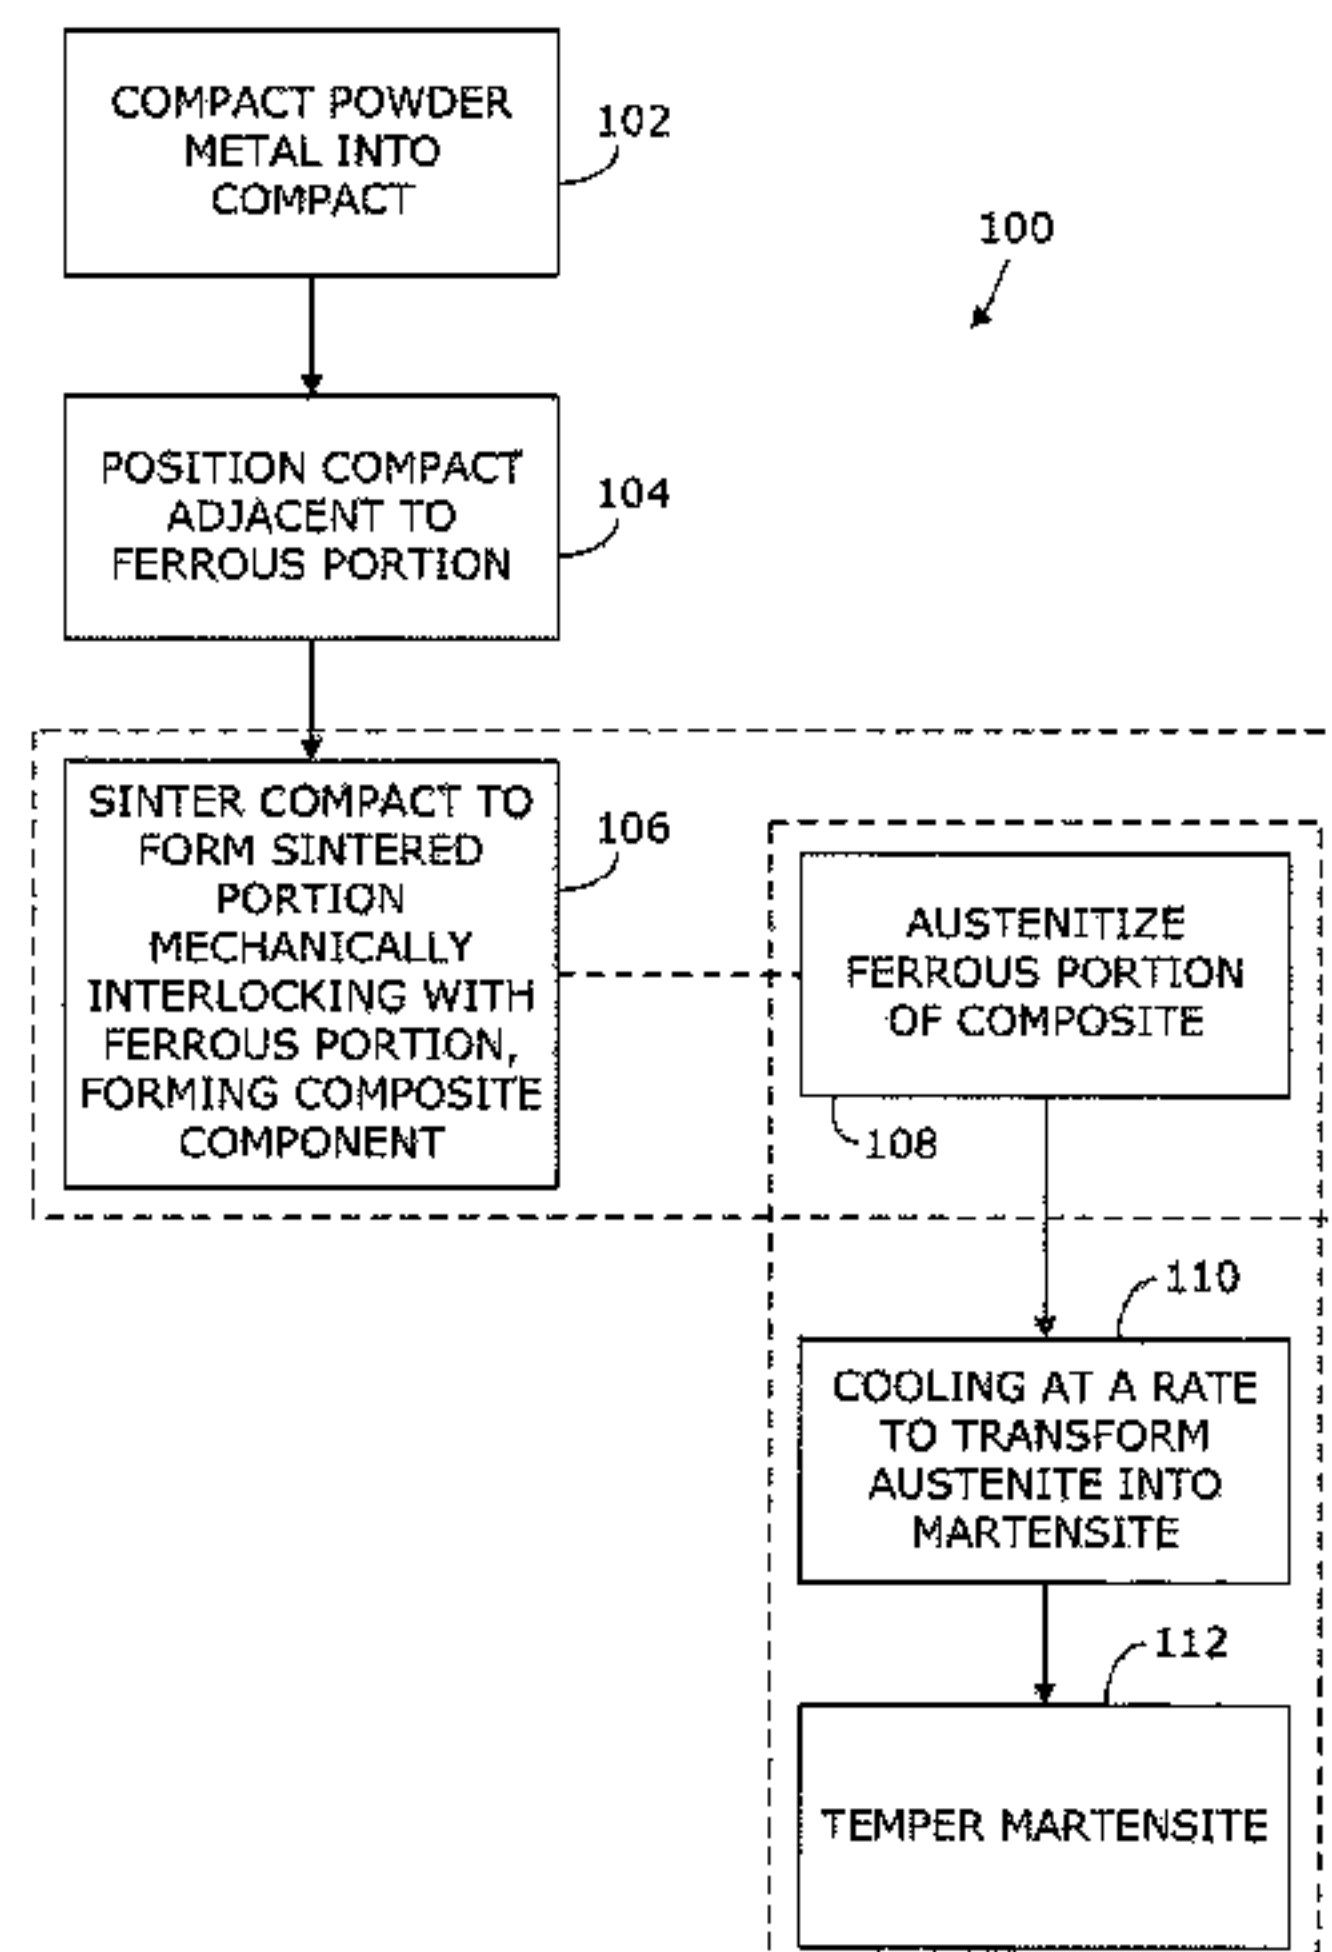 COMPACT POWDER
METAL INTO
COMPACT
102
100
POSITION COMPACT
ADJACENT TO
FERROUS PORTION
104
SINTER COMPACT TO
FORM SINTERED
PORTION
MECHANICALLY
INTERLOCKING WITH
FERROUS PORTION,
FORMING COMPOSITE
COMPONENT
106
AUSTENITIZE
FERROUS PORTION
OF COMPOSITE
108
110
COOLING AT A RATE
TO TRANSFORM
AUSTENITE INTO
MARTENSITE
112
TEMPER MARTENSITE